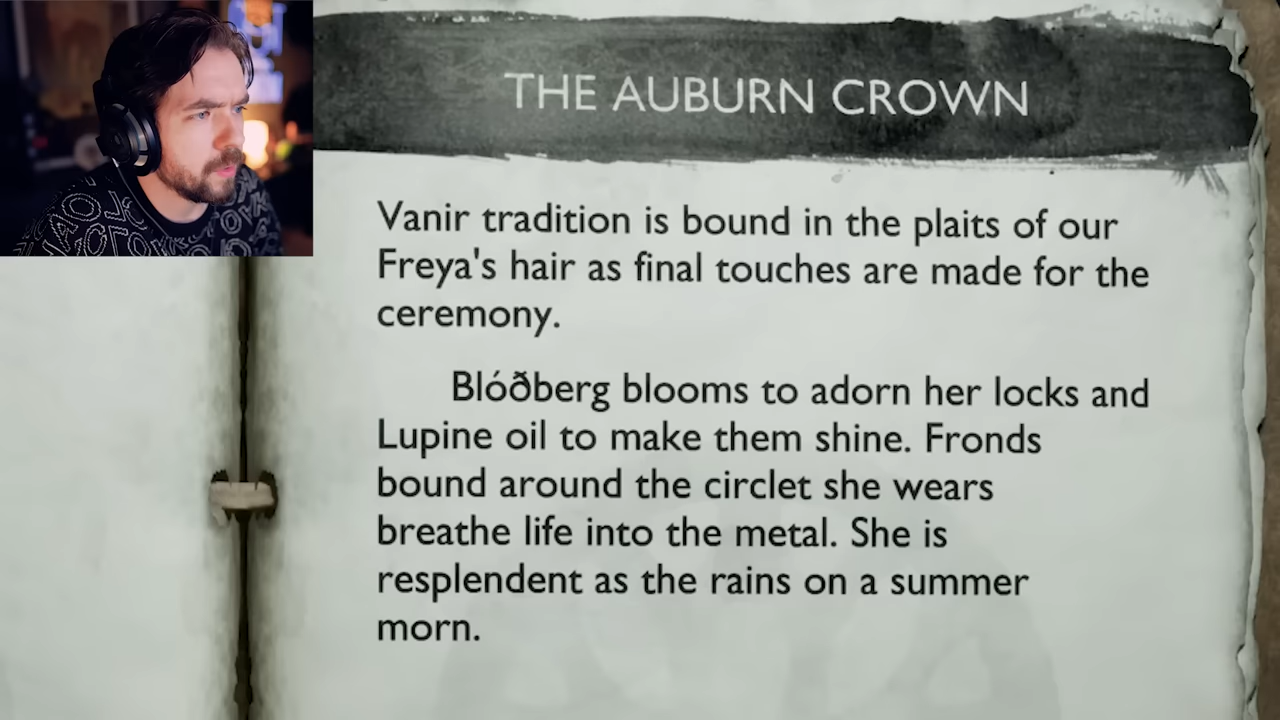 THE AUBURN CROWN
Vanir tradition is bound in the plaits of our
Freya's hair as final touches are made for the
ceremony.
Blóðberg blooms to adorn her locks and
Lupine oil to make them shine. Fronds
bound around the circlet she wears
breathe life into the metal. She is
resplendent as the rains on a summer
morn.